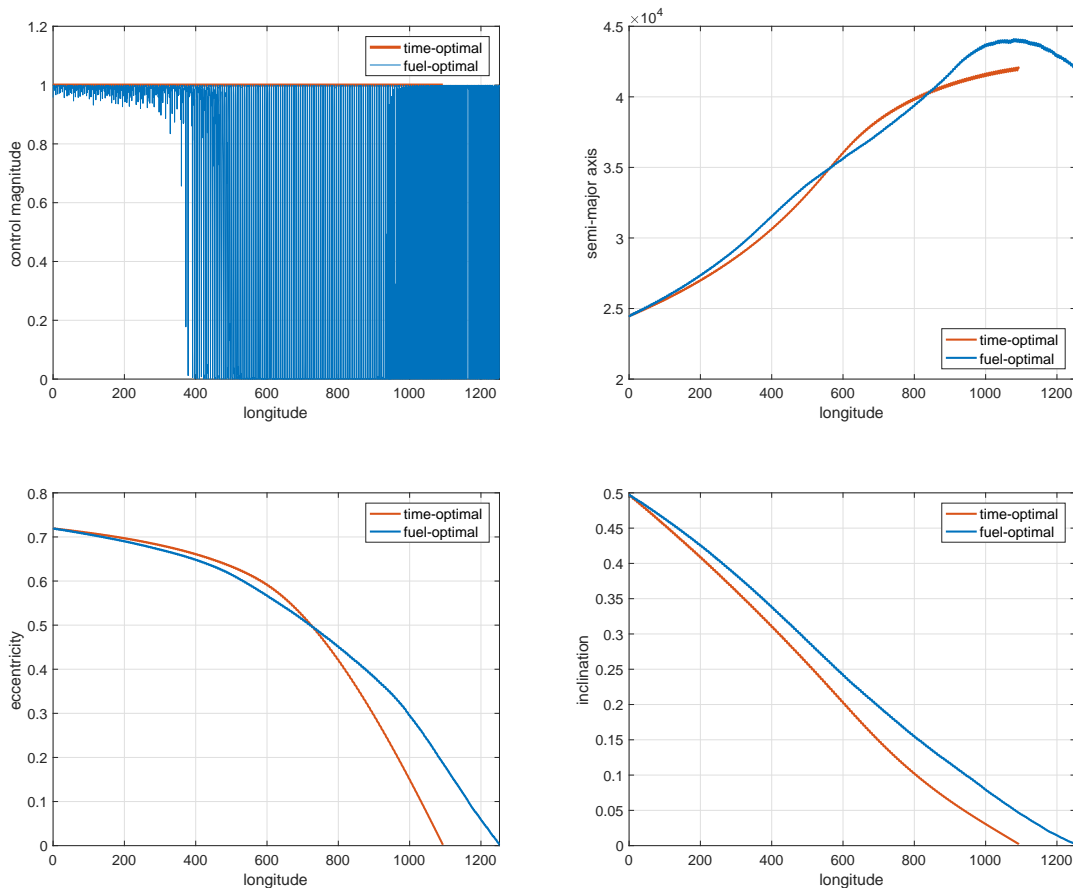 1.2
1
0.8
0.6
0.4
0.2
0
0 200 400 600 800 1000 1200
control magnitude
longitude
time-optimal
fuel-optimal
×10^4
4.5
4
3.5
3
2.5
2
0 200 400 600 800 1000 1200
semi-major axis
longitude
time-optimal
fuel-optimal
0.8
0.7
0.6
0.5
0.4
0.3
0.2
0.1
0
0 200 400 600 800 1000 1200
eccentricity
longitude
time-optimal
fuel-optimal
0.5
0.45
0.4
0.35
0.3
0.25
0.2
0.15
0.1
0.05
0
0 200 400 600 800 1000 1200
inclination
longitude
time-optimal
fuel-optimal